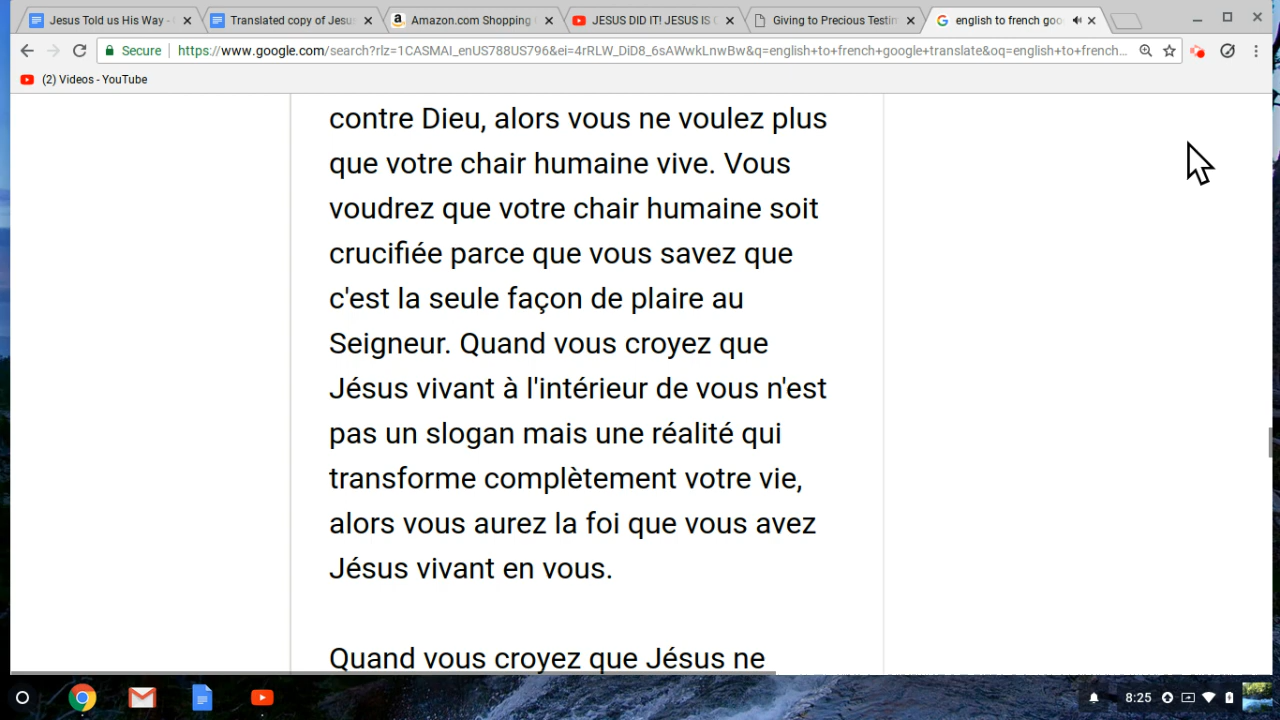 Jesus Told us His Way -
Translated copy of Jesus
Amazon.com Shopping
JESUS DID IT! JESUS IS
Giving to Precious Testin
english to french goo
Secure
https://www.google.com/search?rlz=1CASMAI_enUS788US796&ei=4rRLW_DiD8_6sAWwkLnwBw&q=english+to+french+google+translate&oq=english+to+french...
(2) Videos - YouTube
contre Dieu, alors vous ne voulez plus
que votre chair humaine vive. Vous
voudrez que votre chair humaine soit
crucifiée parce que vous savez que
c'est la seule façon de plaire au
Seigneur. Quand vous croyez que
Jésus vivant à l'intérieur de vous n'est
pas un slogan mais une réalité qui
transforme complètement votre vie,
alors vous aurez la foi que vous avez
Jésus vivant en vous.
Quand vous croyez que Jésus ne
8:25